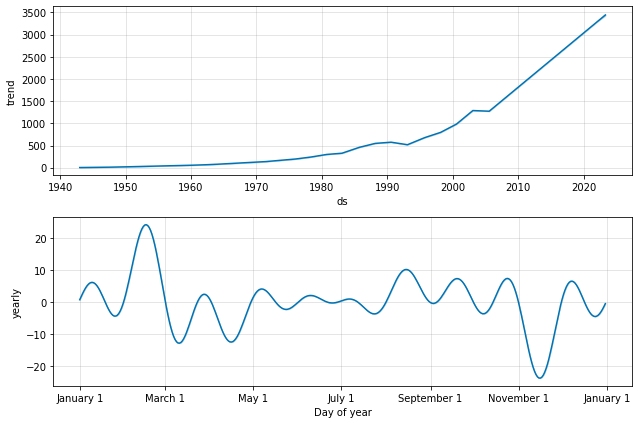 3500
3000
2500
2000
1500
1000
500
0
trend
1940 1950 1960 1970 1980 1990 2000 2010 2020
ds
20
10
0
−10
−20
yearly
January 1 March 1 May 1 July 1 September 1 November 1 January 1
Day of year